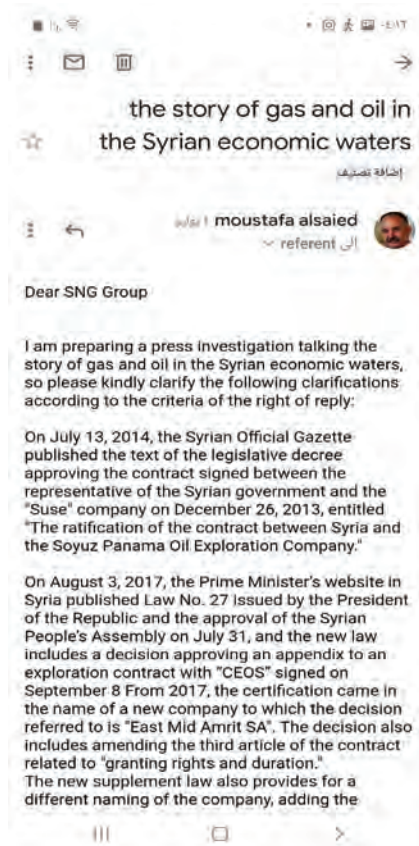 the story of gas and oil in
the Syrian economic waters
إضافة تصنيف
moustafa alsaied
إلى referent
Dear SNG Group
I am preparing a press investigation talking the
story of gas and oil in the Syrian economic waters,
so please kindly clarify the following clarifications
according to the criteria of the right of reply:
On July 13, 2014, the Syrian Official Gazette
published the text of the legislative decree
approving the contract signed between the
representative of the Syrian government and the
"Suse" company on December 26, 2013, entitled
"The ratification of the contract between Syria and
the Soyuz Panama Oil Exploration Company."
On August 3, 2017, the Prime Minister's website in
Syria published Law No. 27 Issued by the President
of the Republic and the approval of the Syrian
People's Assembly on July 31, and the new law
includes a decision approving an appendix to an
exploration contract with "CEOS" signed on
September 8 From 2017, the certification came in
the name of a new company to which the decision
referred to is "East Mid Amrit SA". The decision also
includes amending the third article of the contract
related to "granting rights and duration."
The new supplement law also provides for a
different naming of the company, adding the